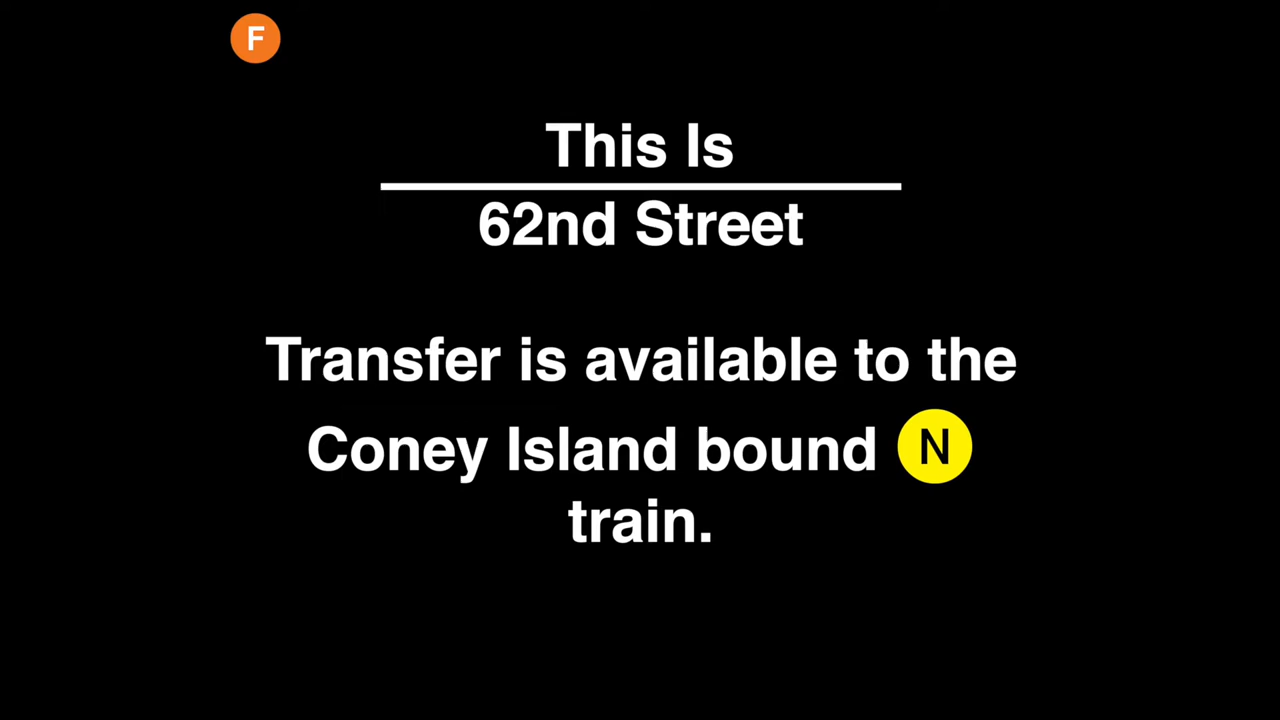 F
This Is
62nd Street
Transfer is available to the
Coney Island bound N
train.